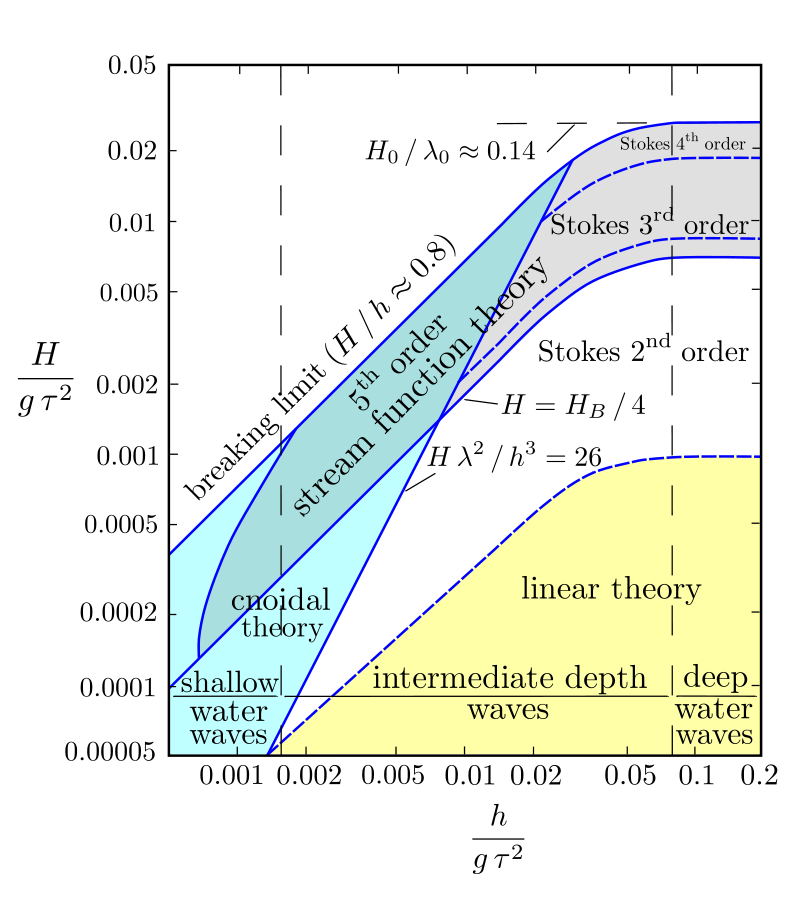 0.05
0.02
0.01
0.005
0.002
0.001
0.0005
0.0002
0.0001
0.00005
H
g τ²
H₀ / λ₀ ≈ 0.14
Stokes 4th order
Stokes 3rd order
breaking limit (H / h ≈ 0.8)
5th order
stream function theory
Stokes 2nd order
H = H_B / 4
H λ² / h³ = 26
linear theory
cnoidal
theory
shallow
water
waves
intermediate depth
waves
deep
water
waves
0.001 0.002 0.005 0.01 0.02 0.05 0.1 0.2
h
g τ²